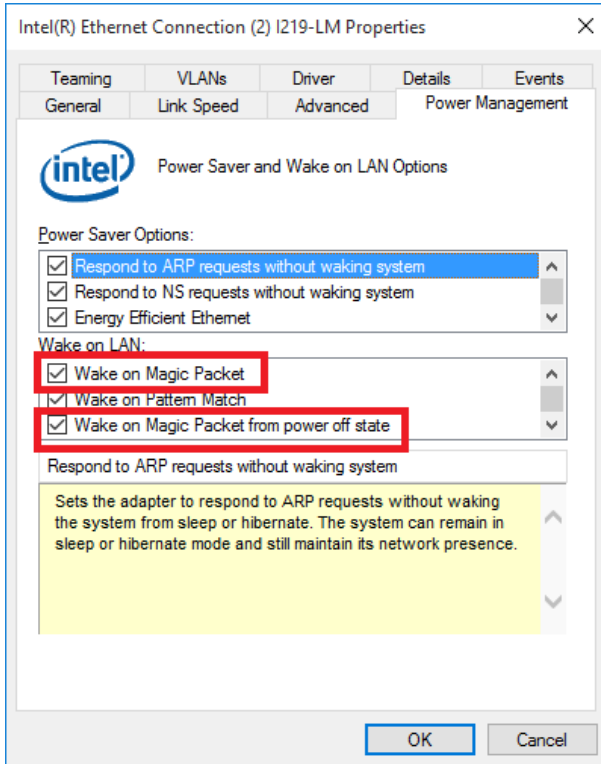 Intel(R) Ethernet Connection (2) I219-LM Properties
Teaming VLANs Driver Details Events
General Link Speed Advanced Power Management
intel
Power Saver and Wake on LAN Options
Power Saver Options:
Respond to ARP requests without waking system
Respond to NS requests without waking system
Energy Efficient Ethernet
Wake on LAN:
Wake on Magic Packet
Wake on Pattern Match
Wake on Magic Packet from power off state
Respond to ARP requests without waking system
Sets the adapter to respond to ARP requests without waking
the system from sleep or hibernate. The system can remain in
sleep or hibernate mode and still maintain its network presence.
OK Cancel